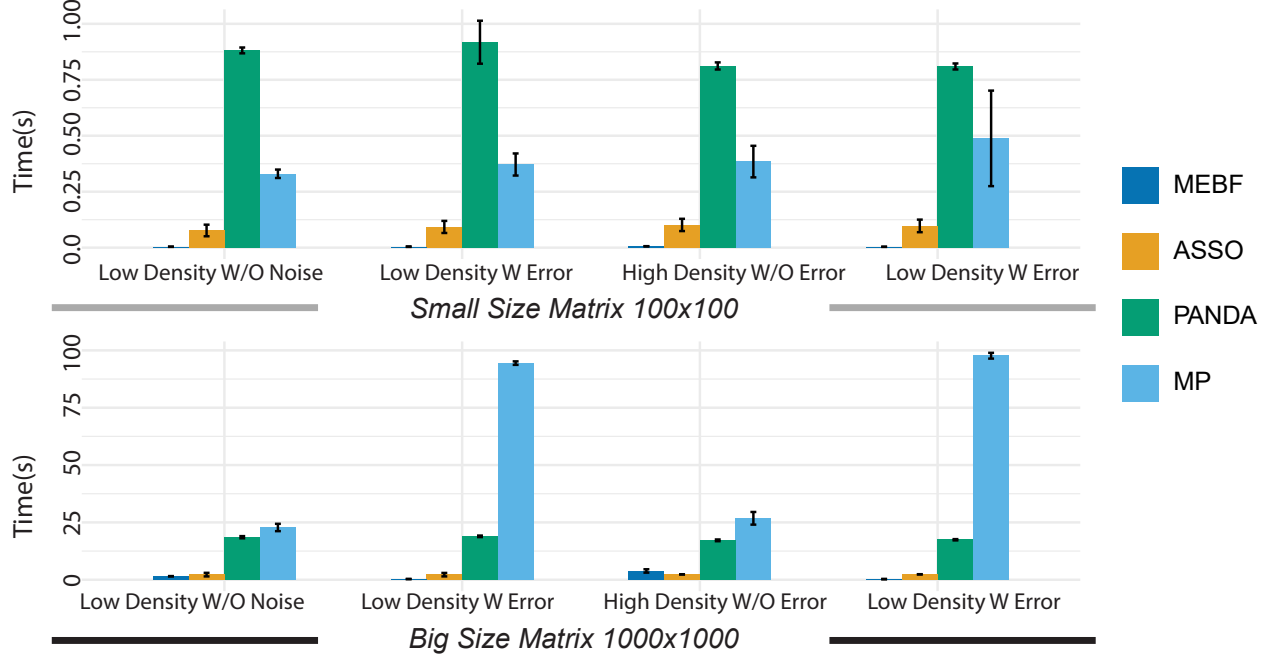 1.00
0.75
0.50
0.25
0.0
Time(s)
Low Density W/O Noise
Low Density W Error
High Density W/O Error
Low Density W Error
Small Size Matrix 100x100
100
75
50
25
0
Time(s)
Low Density W/O Noise
Low Density W Error
High Density W/O Error
Low Density W Error
Big Size Matrix 1000x1000
MEBF
ASSO
PANDA
MP